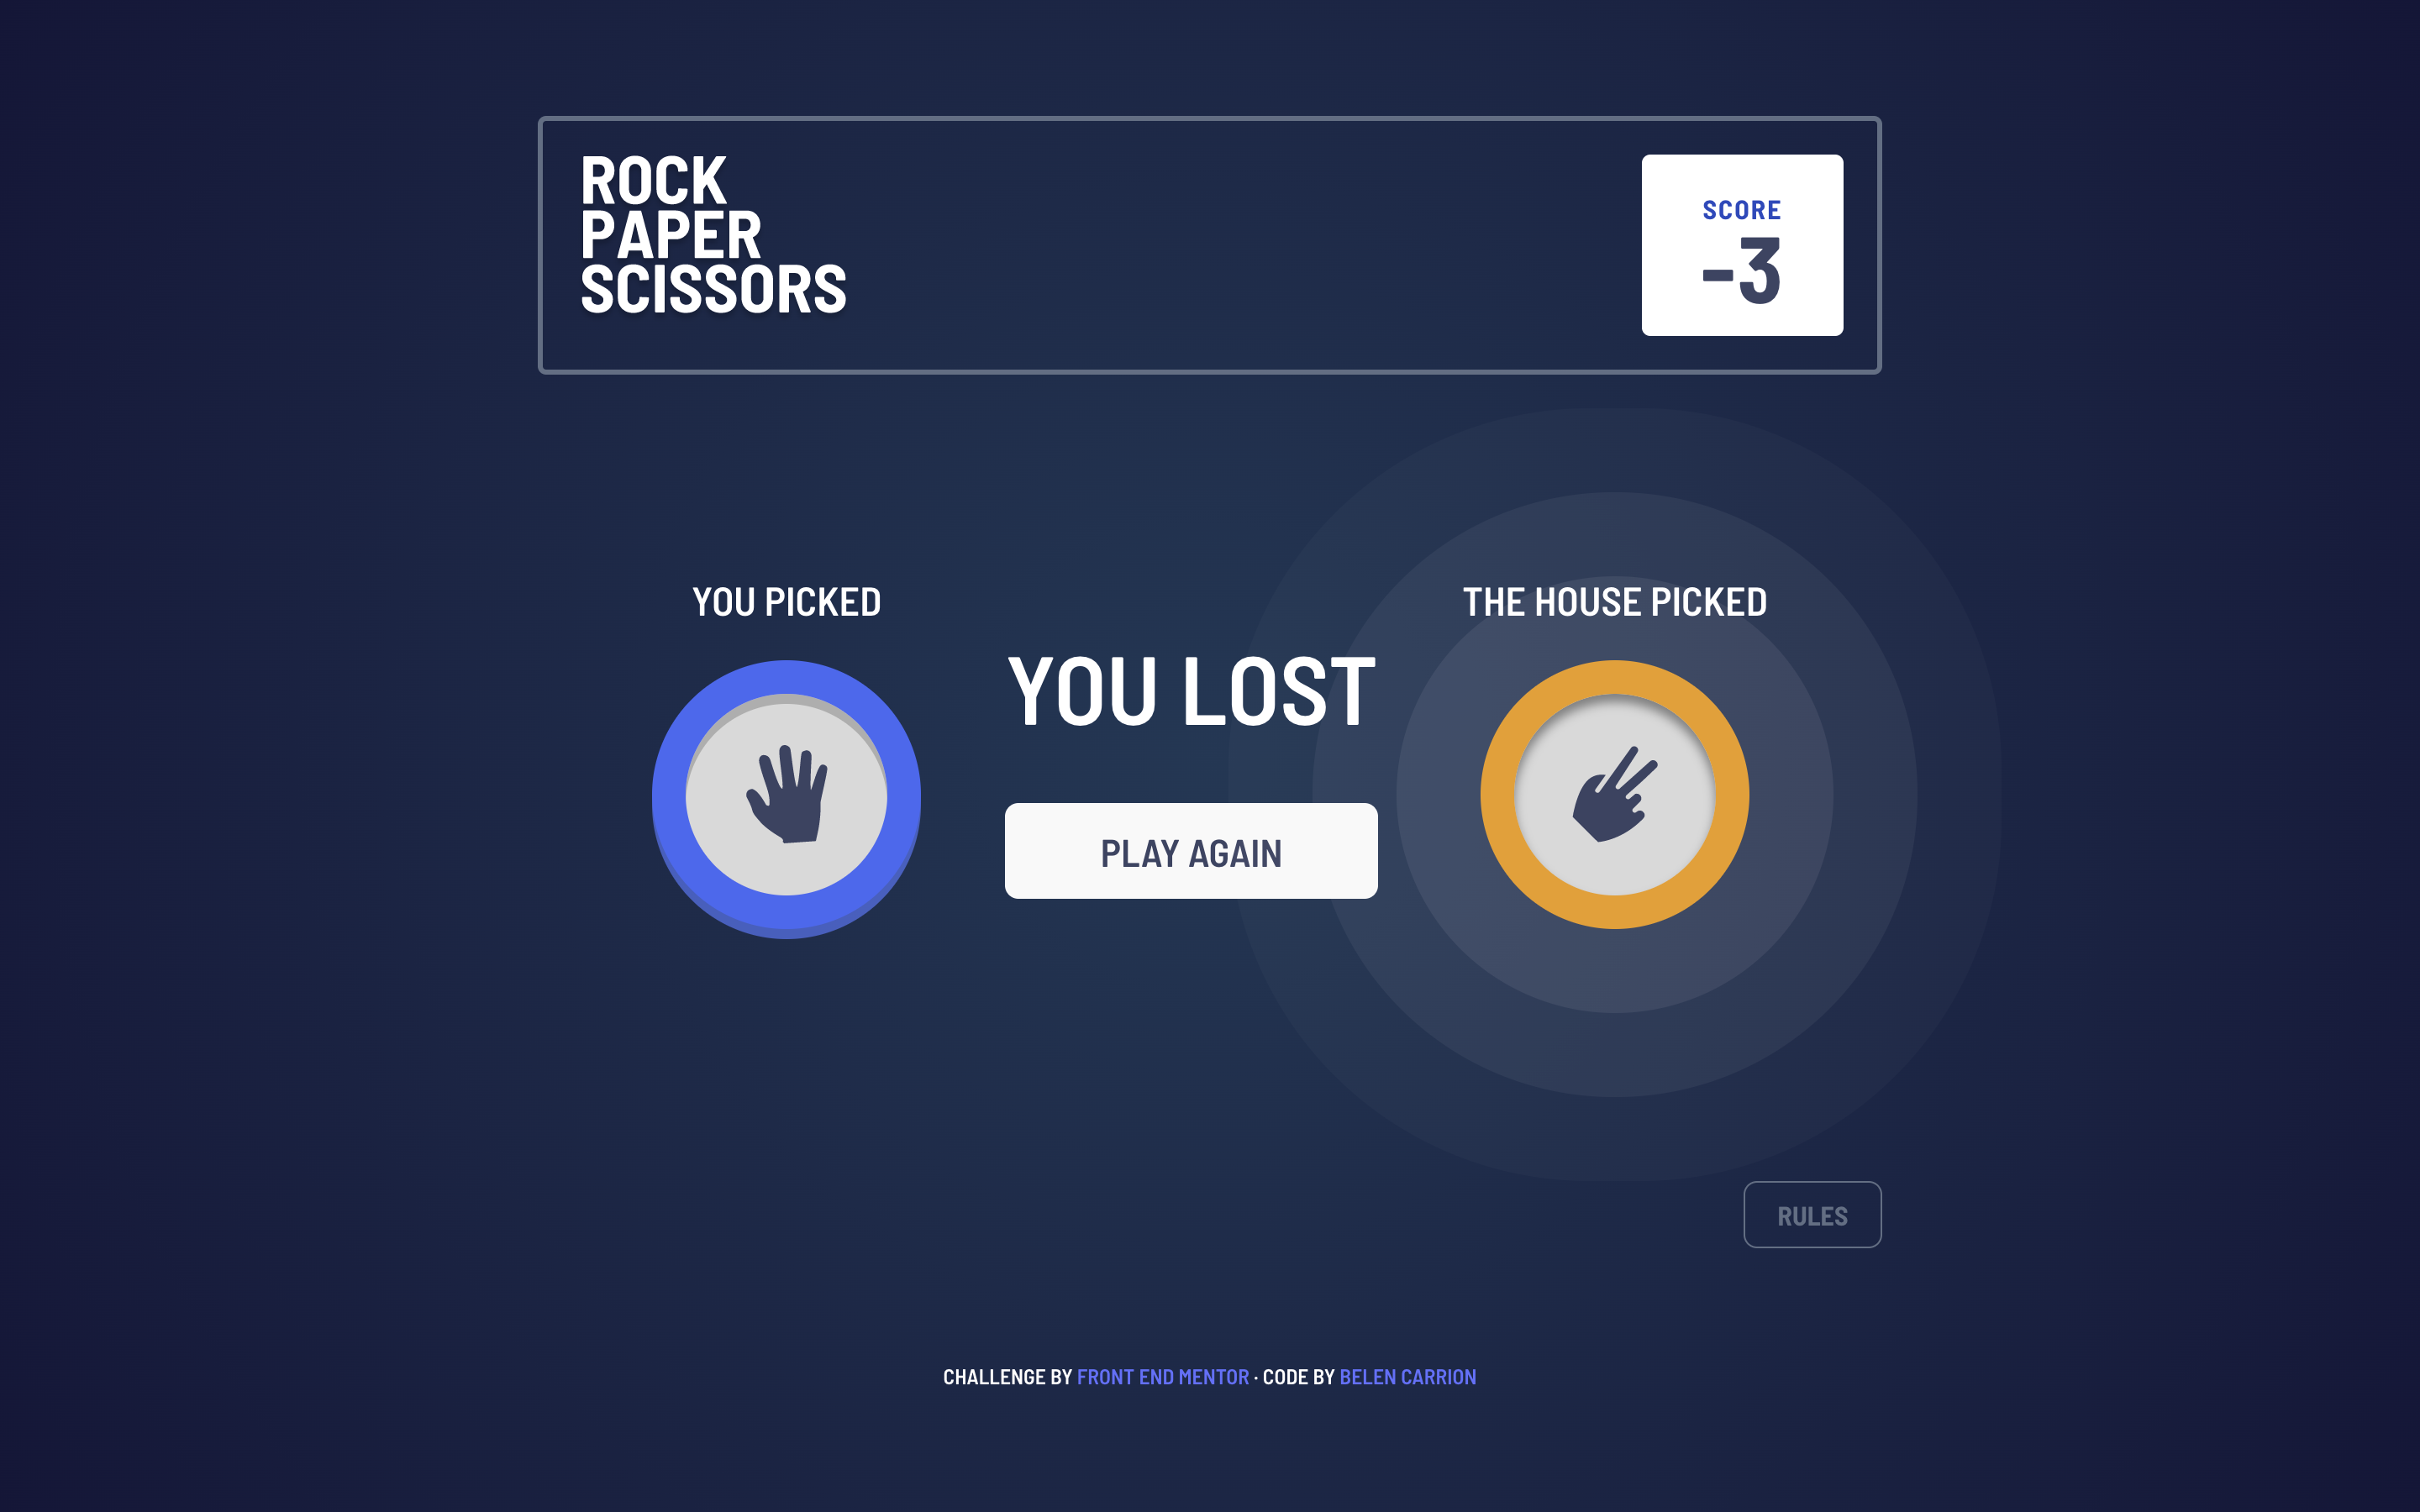 ROCK
PAPER
SCISSORS
SCORE
-3
YOU PICKED
THE HOUSE PICKED
YOU LOST
PLAY AGAIN
RULES
CHALLENGE BY FRONT END MENTOR · CODE BY BELEN CARRION